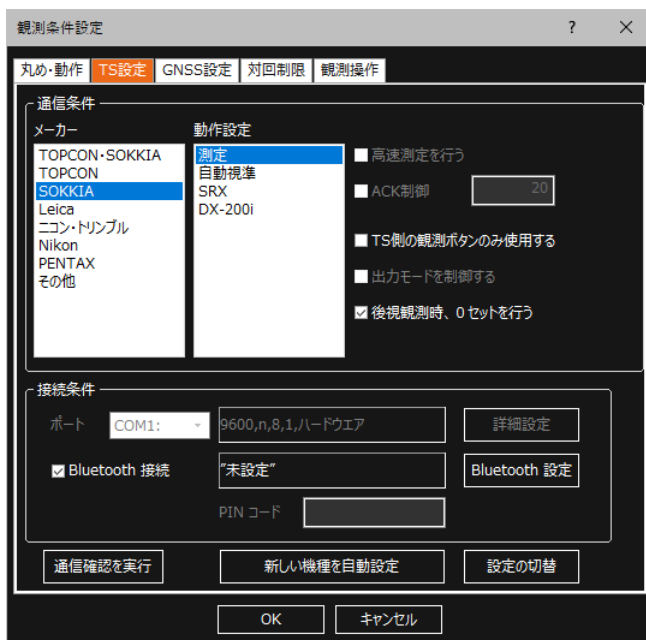 観測条件設定 ? ×
丸め・動作 TS設定 GNSS設定 対回制限 観測操作
通信条件
メーカー
TOPCON・SOKKIA
TOPCON
SOKKIA
Leica
ニコン・トリンブル
Nikon
PENTAX
その他
動作設定
測定
自動視準
SRX
DX-200i
高速測定を行う
ACK制御 20
TS側の観測ボタンのみ使用する
出力モードを制御する
後視観測時、0セットを行う
接続条件
ポート COM1: 9600,n,8,1,ハードウエア 詳細設定
Bluetooth 接続 "未設定" Bluetooth 設定
PIN コード
通信確認を実行 新しい機種を自動設定 設定の切替
OK キャンセル